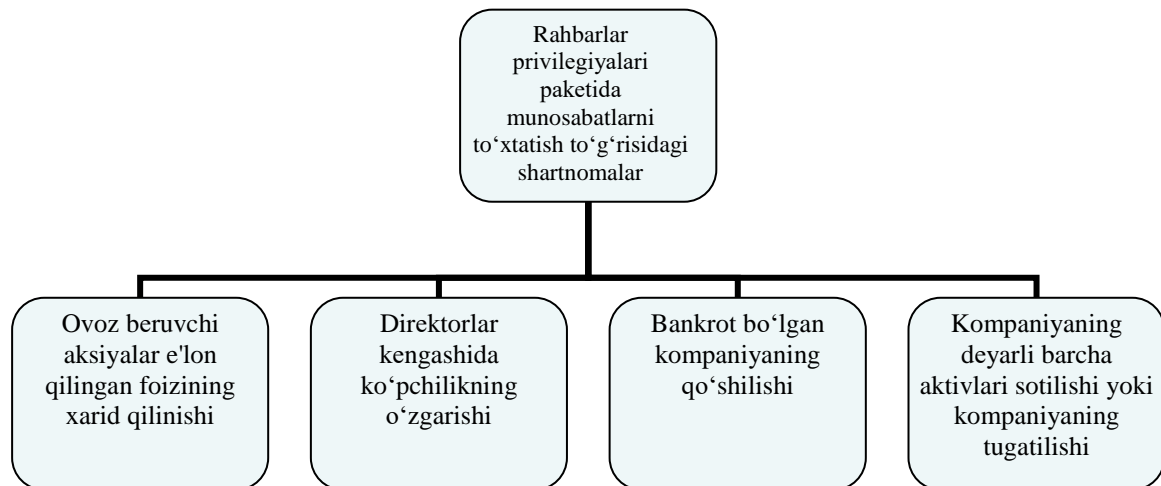 Rahbarlar
privilegiyalari
paketida
munosabatlarni
to‘xtatish to‘g‘risidagi
shartnomalar
Ovoz beruvchi
aksiyalar e'lon
qilingan foizining
xarid qilinishi
Direktorlar
kengashida
ko‘pchilikning
o‘zgarishi
Bankrot bo‘lgan
kompaniyaning
qo‘shilishi
Kompaniyaning
deyarli barcha
aktivlari sotilishi yoki
kompaniyaning
tugatilishi